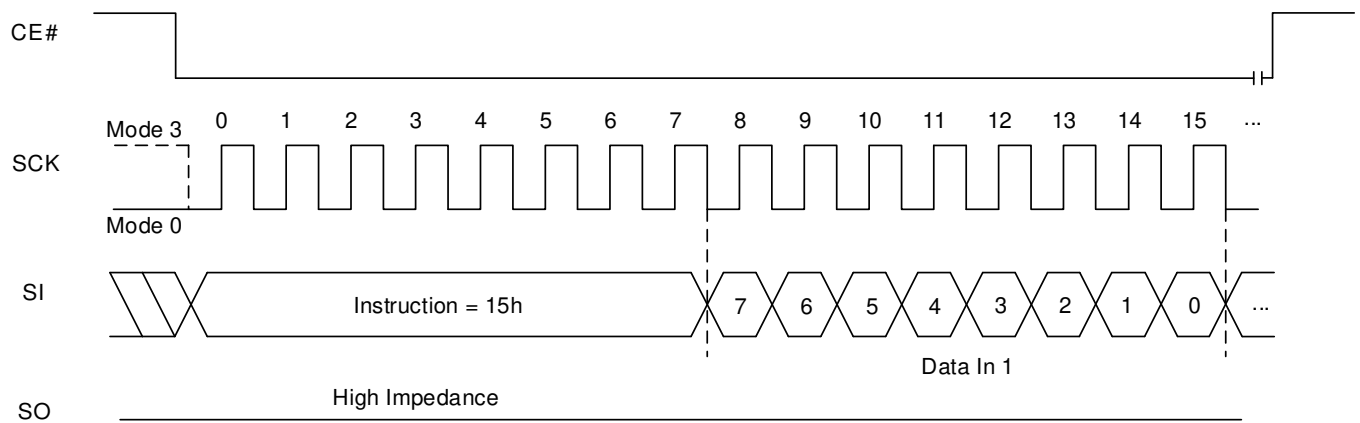 CE#
Mode 3 0 1 2 3 4 5 6 7 8 9 10 11 12 13 14 15 ...
SCK
Mode 0
SI Instruction = 15h 7 6 5 4 3 2 1 0 ...
Data In 1
High Impedance
SO